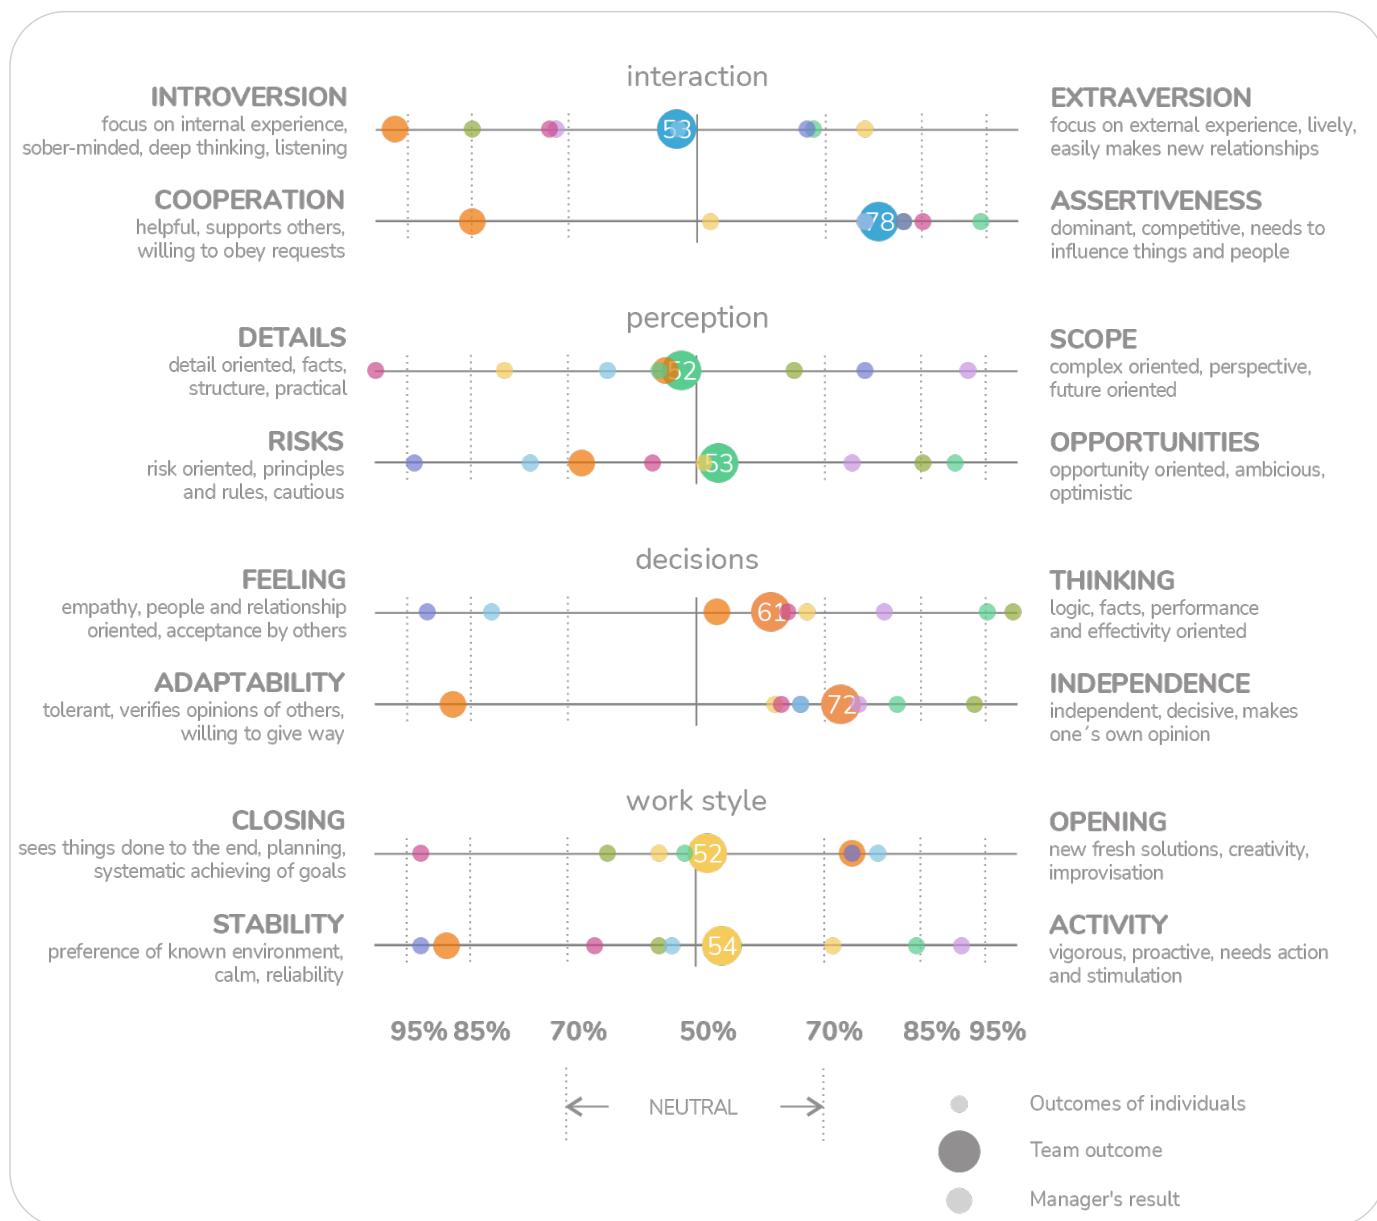 interaction
INTROVERSION
focus on internal experience,
sober-minded, deep thinking, listening
53
EXTRAVERSION
focus on external experience, lively,
easily makes new relationships
COOPERATION
helpful, supports others,
willing to obey requests
78
ASSERTIVENESS
dominant, competitive, needs to
influence things and people
perception
DETAILS
detail oriented, facts,
structure, practical
52
SCOPE
complex oriented, perspective,
future oriented
RISKS
risk oriented, principles
and rules, cautious
53
OPPORTUNITIES
opportunity oriented, ambicious,
optimistic
decisions
FEELING
empathy, people and relationship
oriented, acceptance by others
61
THINKING
logic, facts, performance
and effectivity oriented
ADAPTABILITY
tolerant, verifies opinions of others,
willing to give way
72
INDEPENDENCE
independent, decisive, makes
one´s own opinion
work style
CLOSING
sees things done to the end, planning,
systematic achieving of goals
52
OPENING
new fresh solutions, creativity,
improvisation
STABILITY
preference of known environment,
calm, reliability
54
ACTIVITY
vigorous, proactive, needs action
and stimulation
95% 85% 70% 50% 70% 85% 95%
NEUTRAL
Outcomes of individuals
Team outcome
Manager's result